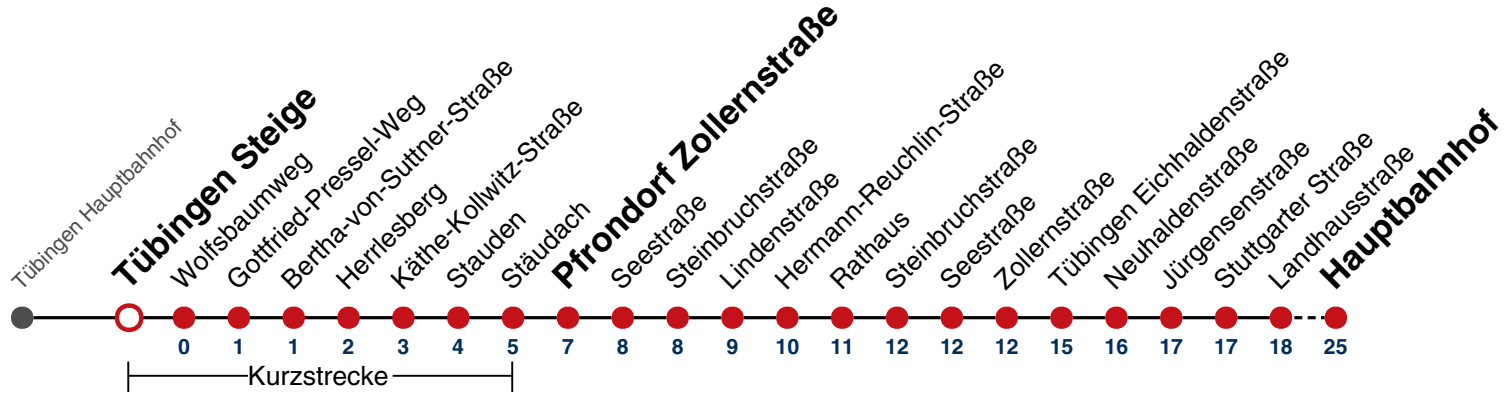 Tübingen Hauptbahnhof
Tübingen Steige
Wolfsbaumweg
Gottfried-Pressel-Weg
Bertha-von-Suttner-Straße
Herrlesberg
Käthe-Kollwitz-Straße
Stauden
Stäudach
Pfrondorf Zollernstraße
Seestraße
Steinbruchstraße
Lindenstraße
Hermann-Reuchlin-Straße
Rathaus
Steinbruchstraße
Seestraße
Zollernstraße
Tübingen Eichhaldenstraße
Neuhaldenstraße
Jürgensenstraße
Stuttgarter Straße
Landhausstraße
Hauptbahnhof
0 1 1 2 3 4 5 7 8 8 9 10 11 12 12 12 15 16 17 17 18 25
Kurzstrecke